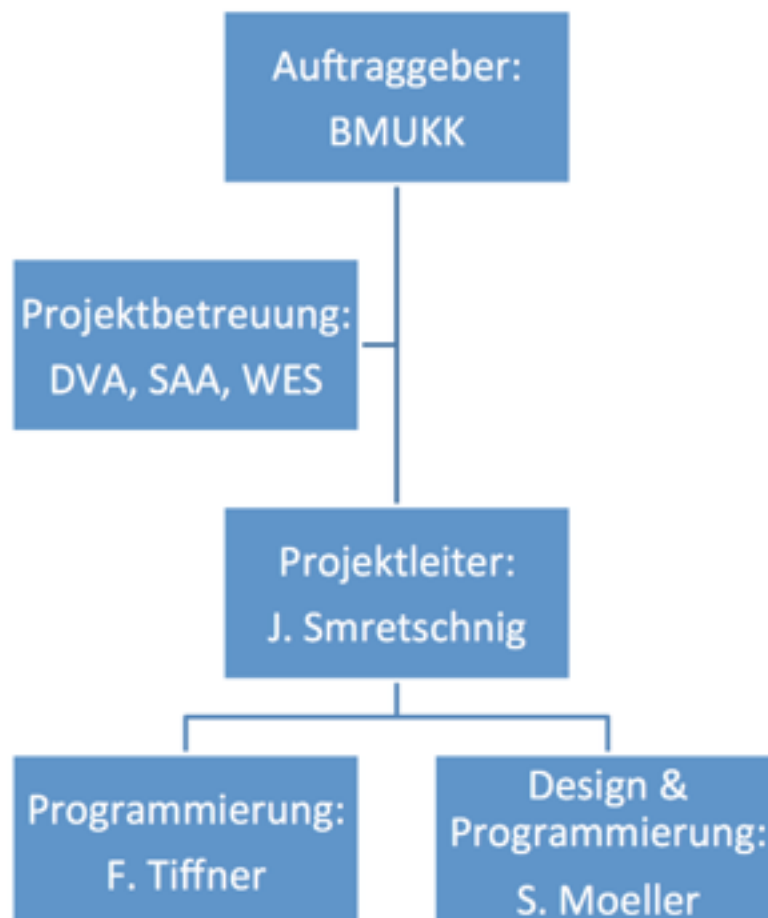 Auftraggeber:
BMUKK
Projektbetreuung:
DVA, SAA, WES
Projektleiter:
J. Smretschnig
Programmierung:
F. Tiffner
Design &
Programmierung:
S. Moeller